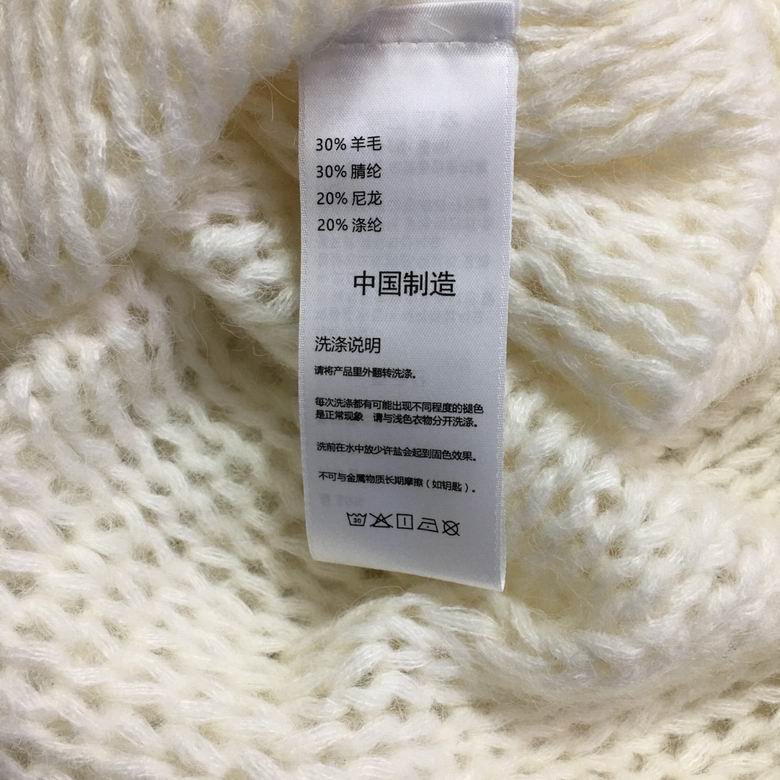 30% 羊毛
30% 腈纶
20% 尼龙
20% 涤纶
中国制造
洗涤说明
请将产品里外翻转洗涤。
每次洗涤都有可能出现不同程度的褪色
是正常现象 请与浅色衣物分开洗涤。
洗前在水中放少许盐会起到固色效果。
不可与金属物质长期摩擦（如钥匙）。
30